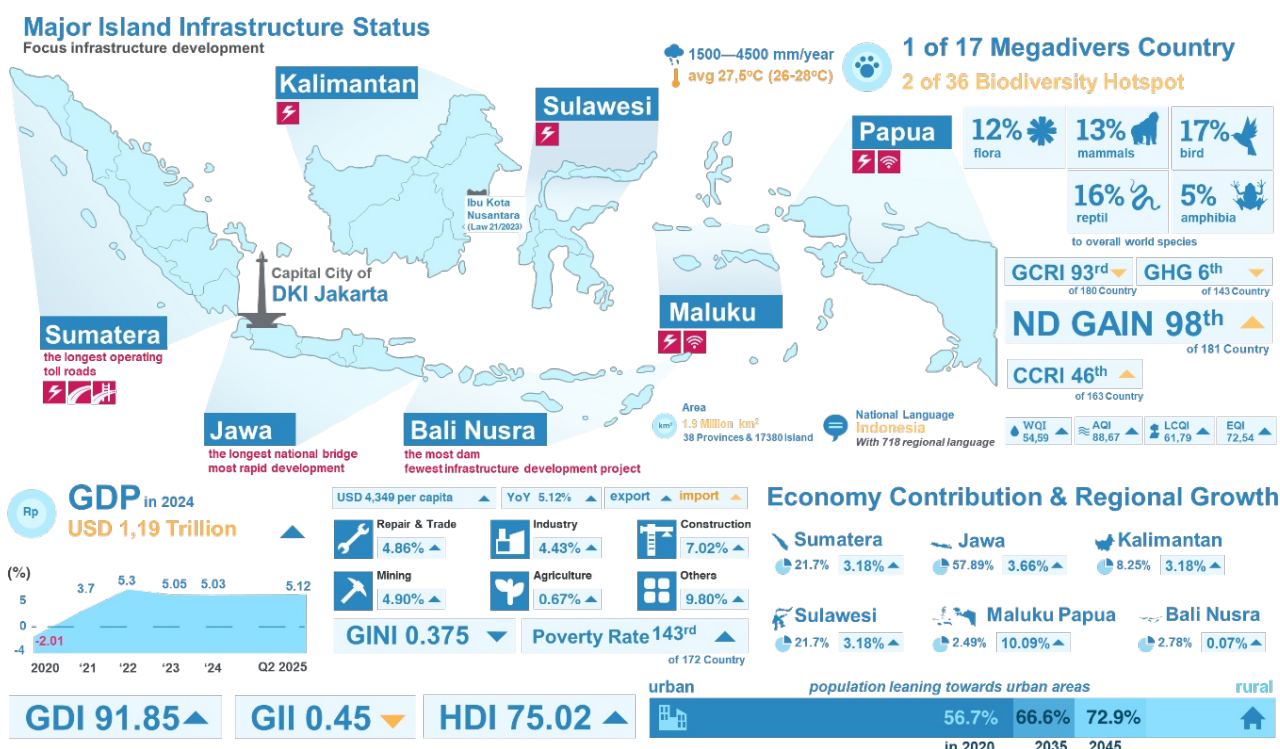 Major Island Infrastructure Status
Focus infrastructure development
1500—4500 mm/year
avg 27,5°C (26-28°C)
1 of 17 Megadivers Country
2 of 36 Biodiversity Hotspot
Kalimantan
Sulawesi
Papua
12%
flora
13%
mammals
17%
bird
16%
reptil
5%
amphibia
to overall world species
Ibu Kota
Nusantara
(Law 21/2023)
Capital City of
DKI Jakarta
GCRI 93rd
of 180 Country
GHG 6th
of 143 Country
ND GAIN 98th
of 181 Country
CCRI 46th
of 163 Country
Sumatera
the longest operating
toll roads
Maluku
Jawa
the longest national bridge
most rapid development
Bali Nusra
the most dam
fewest infrastructure development project
km²
Area
1.9 Million km²
38 Provinces & 17380 Island
National Language
Indonesia
With 718 regional language
WQI
54,59
AQI
88,67
LCQI
61,79
EQI
72,54
Rp
GDP in 2024
USD 1,19 Trillion
(%)
5
0
-4
-2.01
3.7
5.3
5.05
5.03
5.12
2020
'21
'22
'23
'24
Q2 2025
USD 4,349 per capita
YoY 5.12%
export
import
Repair & Trade
4.86%
Industry
4.43%
Construction
7.02%
Mining
4.90%
Agriculture
0.67%
Others
9.80%
GINI 0.375
Poverty Rate 143rd
of 172 Country
Economy Contribution & Regional Growth
Sumatera
21.7% 3.18%
Jawa
57.89% 3.66%
Kalimantan
8.25% 3.18%
Sulawesi
21.7% 3.18%
Maluku Papua
2.49% 10.09%
Bali Nusra
2.78% 0.07%
GDI 91.85
GII 0.45
HDI 75.02
urban
population leaning towards urban areas
rural
56.7% 66.6% 72.9%
in 2020 2035 2045